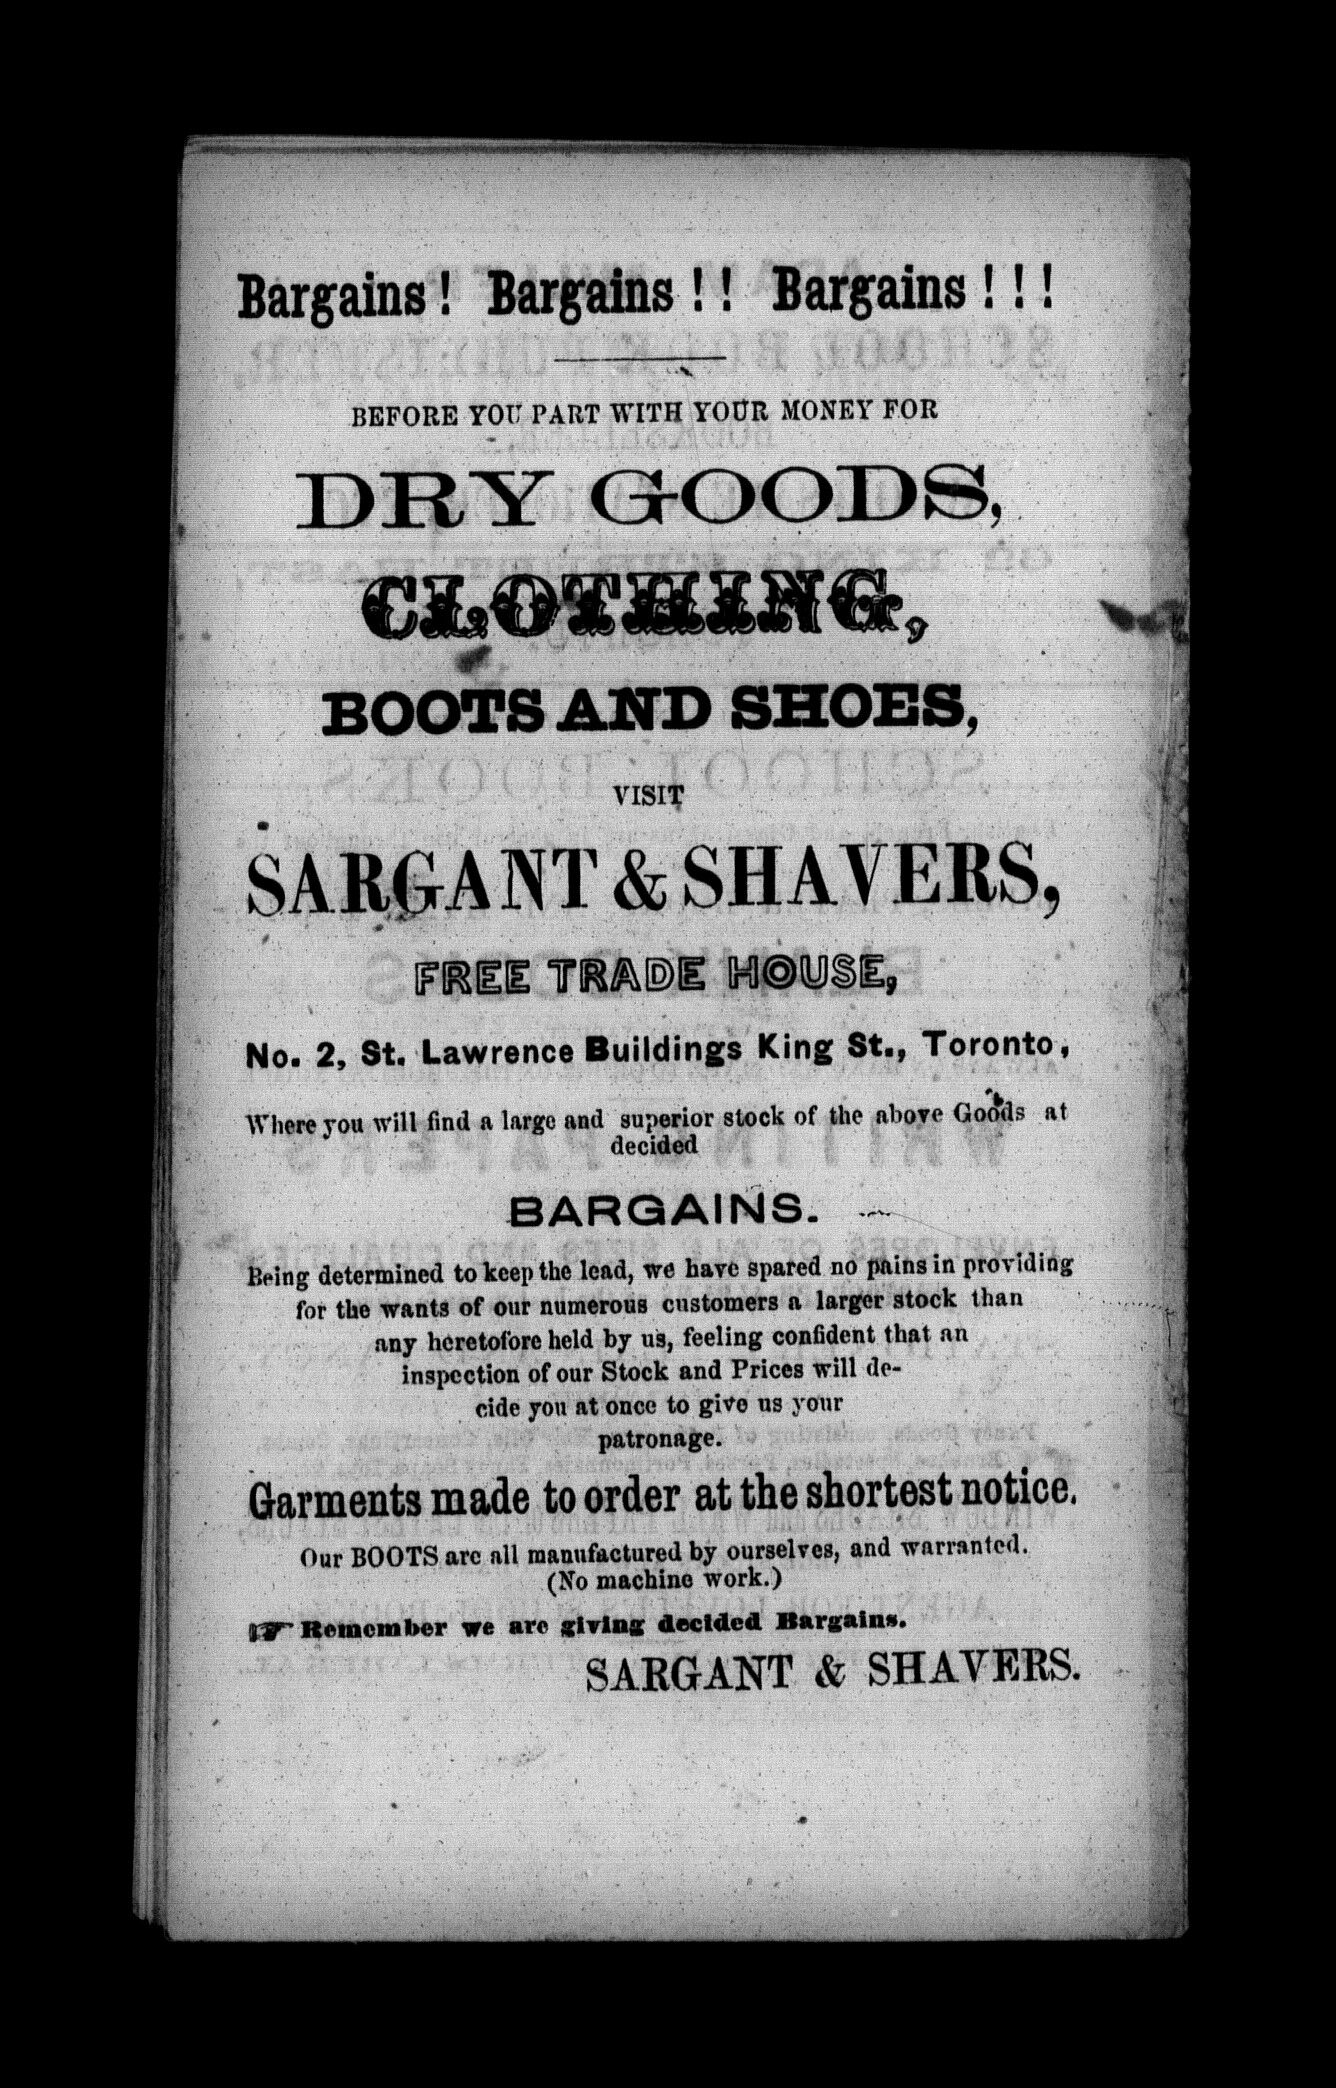 Bargains! Bargains!! Bargains!!!
BEFORE YOU PART WITH YOUR MONEY FOR
DRY GOODS,
CLOTHING,
BOOTS AND SHOES,
VISIT
SARGANT & SHAVERS,
FREE TRADE HOUSE,
No. 2, St. Lawrence Buildings King St., Toronto,
Where you will find a large and superior stock of the above Goods at
decided
BARGAINS.
Being determined to keep the lead, we have spared no pains in providing
for the wants of our numerous customers a larger stock than
any heretofore held by us, feeling confident that an
inspection of our Stock and Prices will de-
cide you at once to give us your
patronage.
Garments made to order at the shortest notice.
Our BOOTS are all manufactured by ourselves, and warranted.
(No machine work.)
☞ Remember we are giving decided Bargains.
SARGANT & SHAVERS.